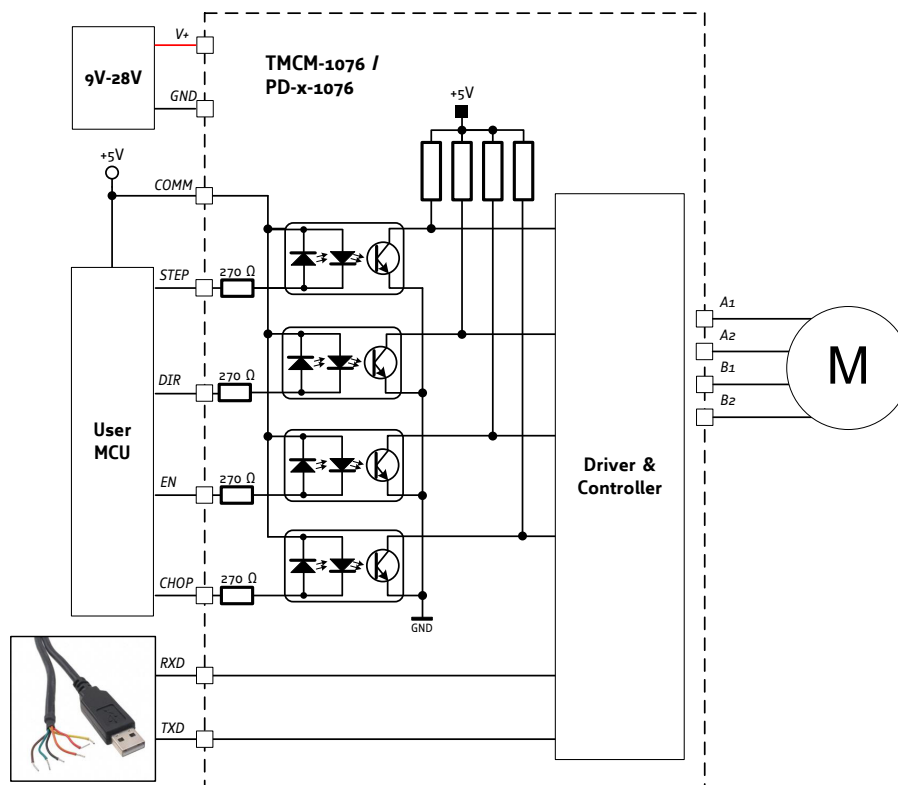 V+
9V-28V
GND
TMCM-1076 /
PD-x-1076
+5V
+5V
COMM
STEP
270 Ω
DIR
270 Ω
User
MCU
EN
270 Ω
CHOP
270 Ω
GND
Driver &
Controller
A1
A2
B1
B2
M
RXD
TXD